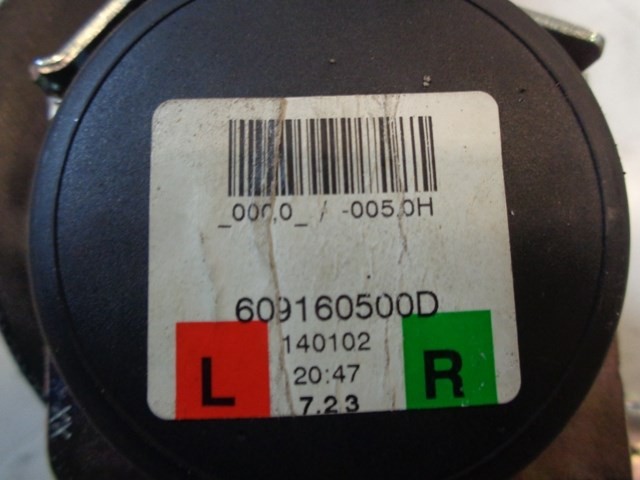 _000,0_ / -005,0H
609160500D
140102
L 20:47 R
7.23